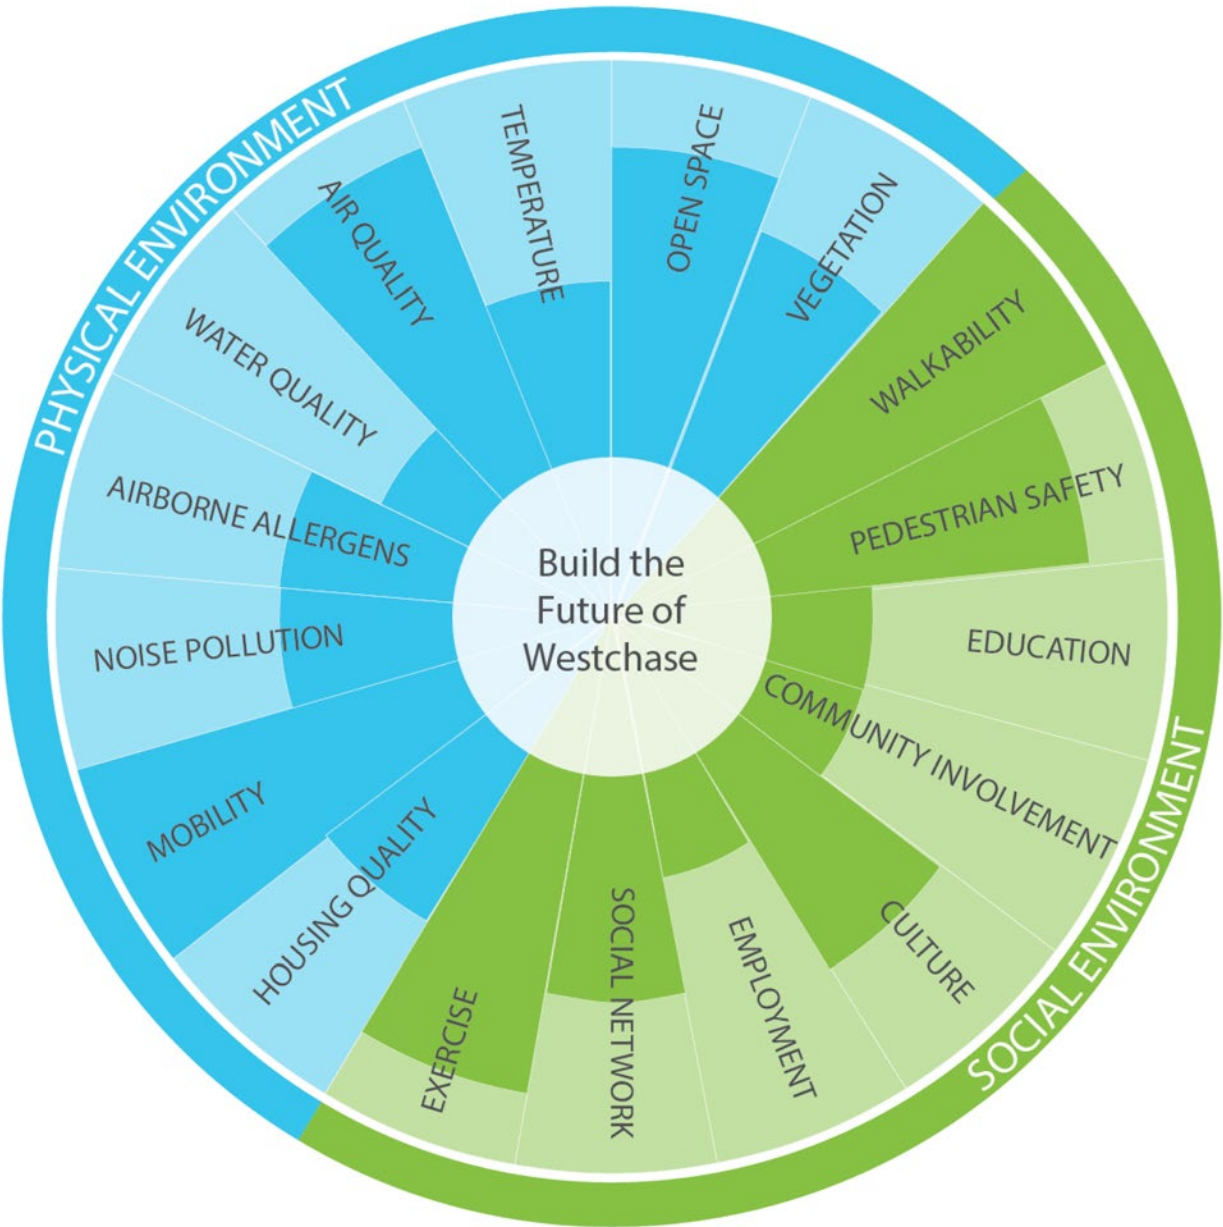 PHYSICAL ENVIRONMENT
SOCIAL ENVIRONMENT
TEMPERATURE
OPEN SPACE
VEGETATION
WALKABILITY
PEDESTRIAN SAFETY
EDUCATION
COMMUNITY INVOLVEMENT
CULTURE
EMPLOYMENT
SOCIAL NETWORK
EXERCISE
HOUSING QUALITY
MOBILITY
NOISE POLLUTION
AIRBORNE ALLERGENS
WATER QUALITY
AIR QUALITY
Build the
Future of
Westchase